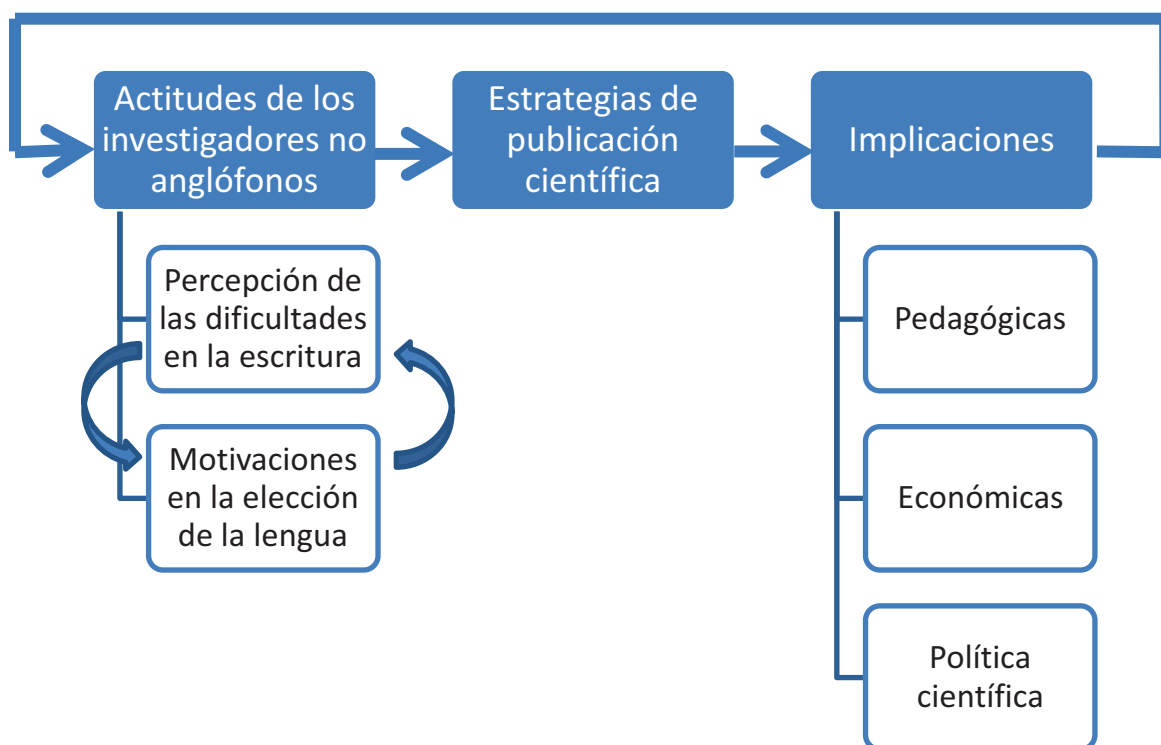 Actitudes de los
investigadores no
anglófonos
Estrategias de
publicación
científica
Implicaciones
Percepción de
las dificultades
en la escritura
Motivaciones
en la elección
de la lengua
Pedagógicas
Económicas
Política
científica